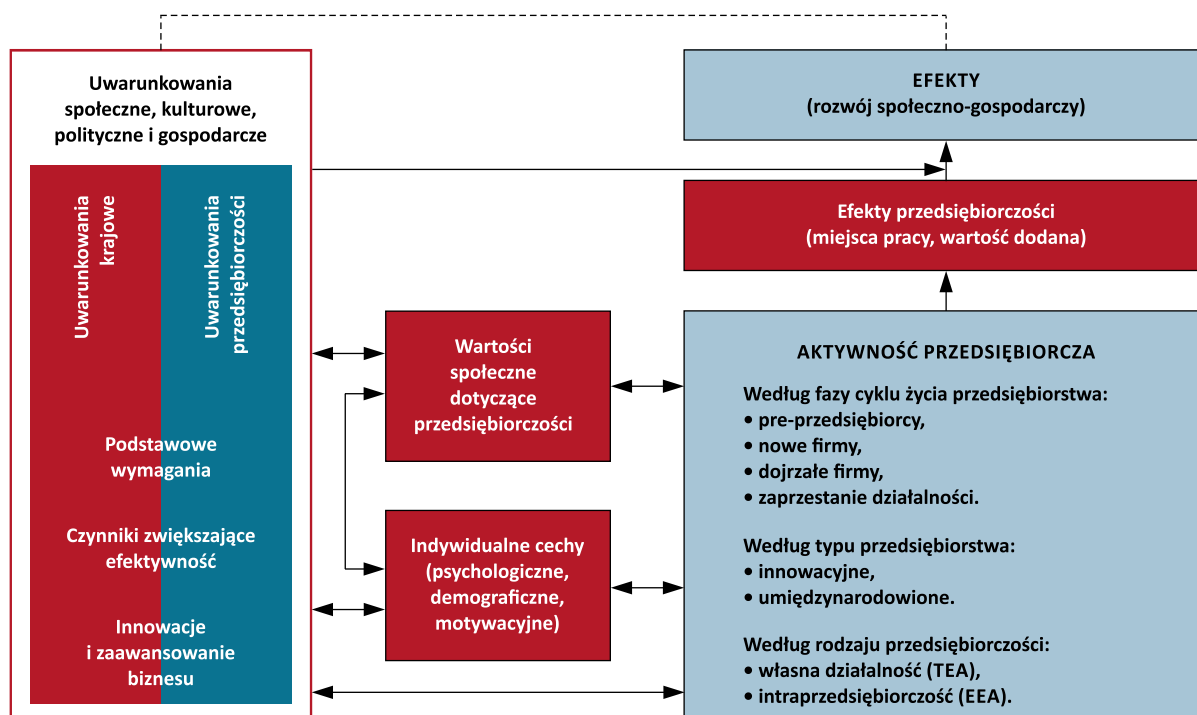 Uwarunkowania
społeczne, kulturowe,
polityczne i gospodarcze
Uwarunkowania
krajowe
Uwarunkowania
przedsiębiorczości
Podstawowe
wymagania
Czynniki zwiększające
efektywność
Innowacje
i zaawansowanie
biznesu
Wartości
społeczne
dotyczące
przedsiębiorczości
Indywidualne cechy
(psychologiczne,
demograficzne,
motywacyjne)
EFEKTY
(rozwój społeczno-gospodarczy)
Efekty przedsiębiorczości
(miejsca pracy, wartość dodana)
AKTYWNOŚĆ PRZEDSIĘBIORCZA
Według fazy cyklu życia przedsiębiorstwa:
• pre-przedsiębiorcy,
• nowe firmy,
• dojrzałe firmy,
• zaprzestanie działalności.
Według typu przedsiębiorstwa:
• innowacyjne,
• umiędzynarodowione.
Według rodzaju przedsiębiorczości:
• własna działalność (TEA),
• intraprzedsiębiorczość (EEA).